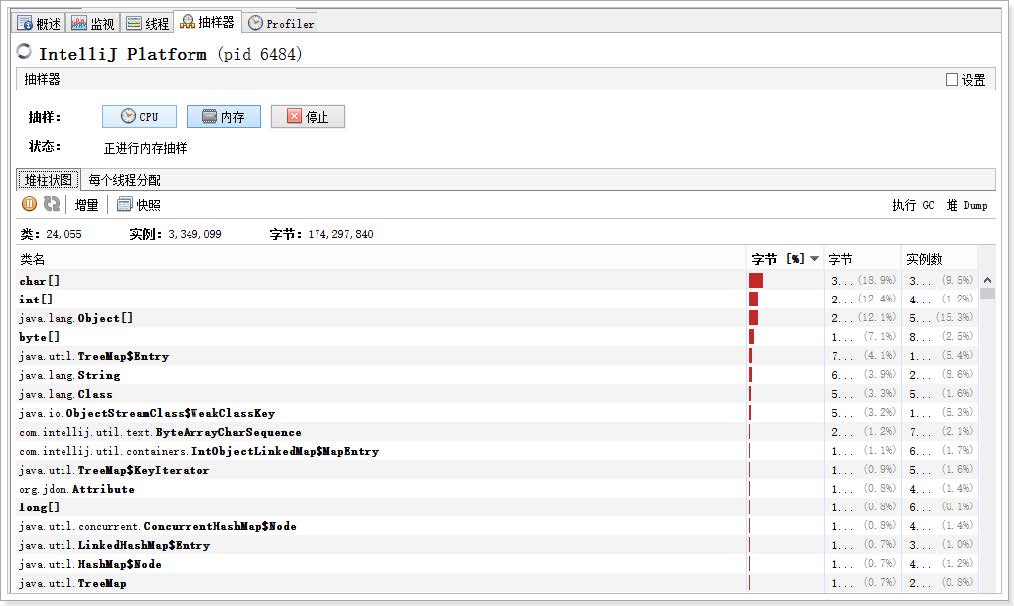 概述 监视 线程 抽样器 Profiler
IntelliJ Platform (pid 6484)
抽样器 设置
抽样： CPU 内存 停止
状态： 正进行内存抽样
堆柱状图 每个线程分配
增量 快照 执行 GC 堆 Dump
类： 24,055 实例： 3,349,099 字节： 174,297,840
类名 字节 [%] 字节 实例数
char[] 3... (18.9%) 3... (9.5%)
int[] 2... (12.4%) 4... (1.2%)
java.lang.Object[] 2... (12.1%) 5... (15.3%)
byte[] 1... (7.1%) 8... (2.5%)
java.util.TreeMap$Entry 7... (4.1%) 1... (5.4%)
java.lang.String 6... (3.9%) 2... (8.6%)
java.lang.Class 5... (3.3%) 5... (1.6%)
java.io.ObjectStreamClass$WeakClassKey 5... (3.2%) 1... (5.3%)
com.intellij.util.text.ByteArrayCharSequence 2... (1.2%) 7... (2.1%)
com.intellij.util.containers.IntObjectLinkedMap$MapEntry 1... (1.1%) 6... (1.7%)
java.util.TreeMap$KeyIterator 1... (0.9%) 5... (1.6%)
org.jdom.Attribute 1... (0.8%) 4... (1.4%)
long[] 1... (0.8%) 6... (0.1%)
java.util.concurrent.ConcurrentHashMap$Node 1... (0.8%) 4... (1.4%)
java.util.LinkedHashMap$Entry 1... (0.7%) 3... (1.0%)
java.util.HashMap$Node 1... (0.7%) 4... (1.2%)
java.util.TreeMap 1... (0.7%) 2... (0.8%)